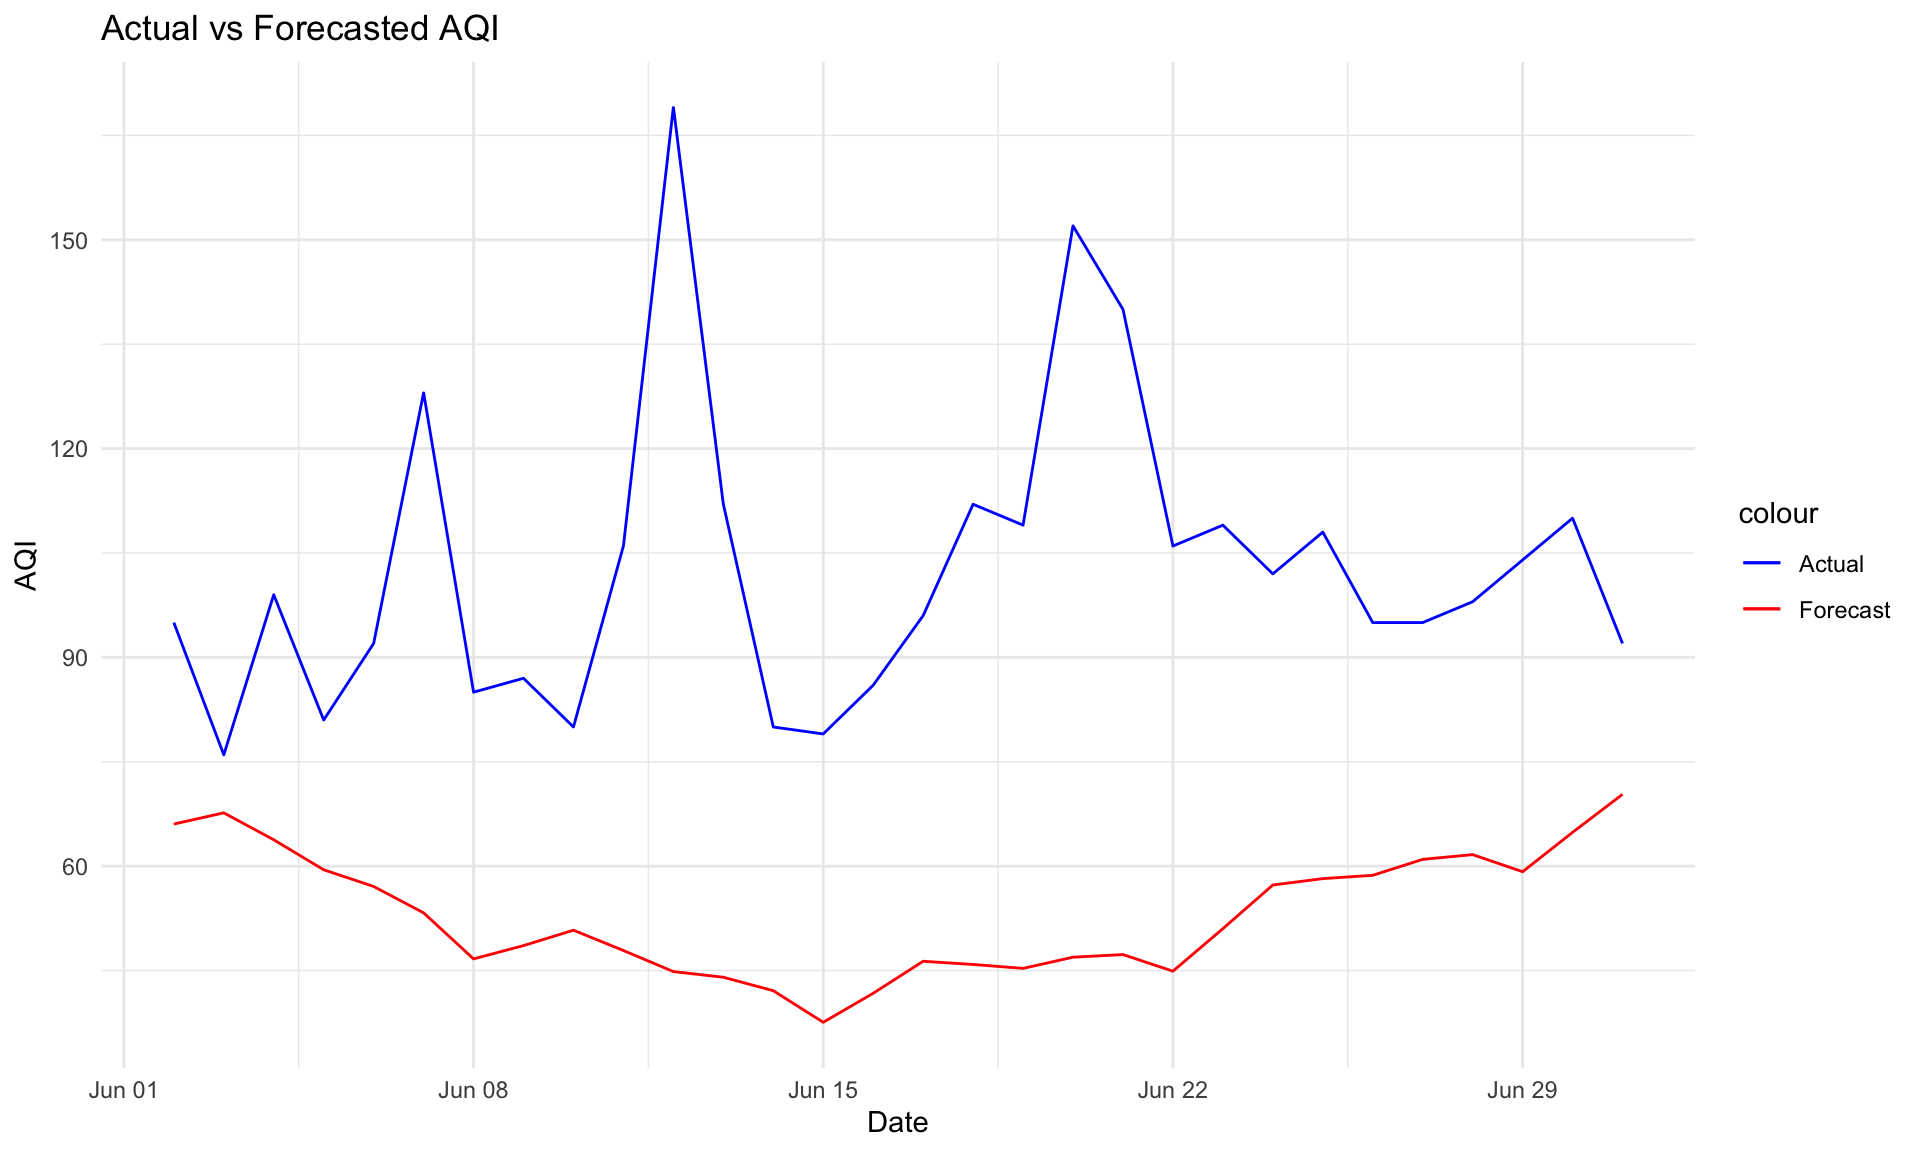 Actual vs Forecasted AQI
AQI
150
120
90
60
Jun 01
Jun 08
Jun 15
Jun 22
Jun 29
Date
colour
Actual
Forecast